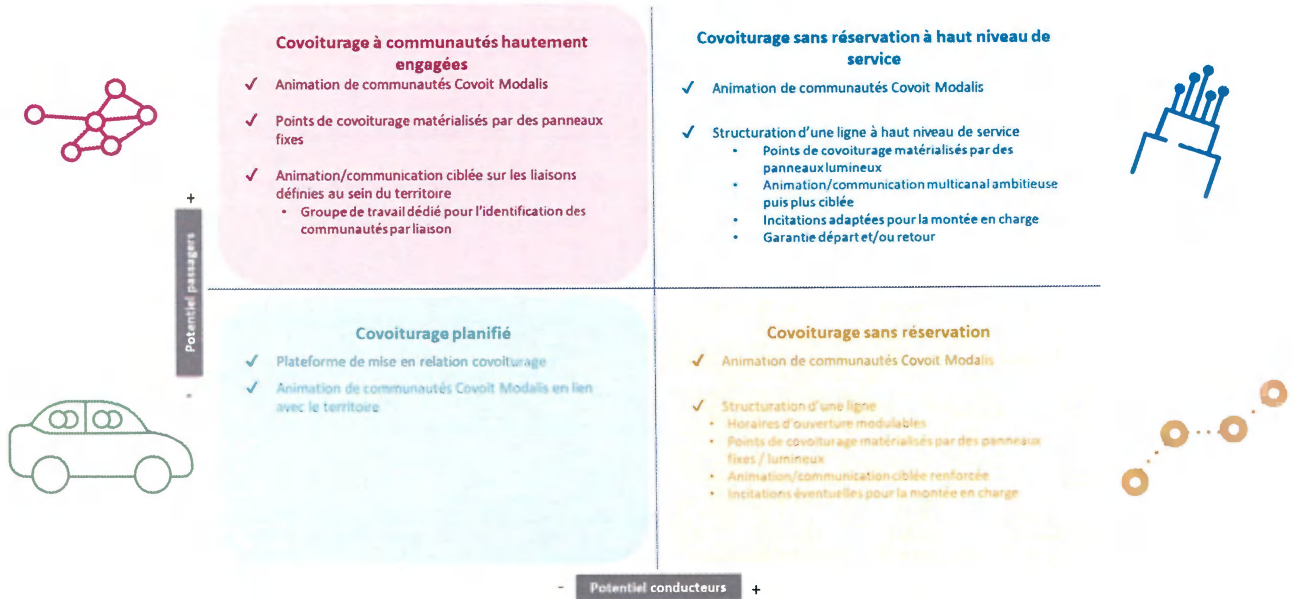 Covoiturage à communautés hautement
engagées
✓ Animation de communautés Covoit Modalis
✓ Points de covoiturage matérialisés par des panneaux
fixes
✓ Animation/communication ciblée sur les liaisons
définies au sein du territoire
• Groupe de travail dédié pour l'identification des
communautés par liaison
Covoiturage sans réservation à haut niveau de
service
✓ Animation de communautés Covoit Modalis
✓ Structuration d'une ligne à haut niveau de service
• Points de covoiturage matérialisés par des
panneaux lumineux
• Animation/communication multicanal ambitieuse
puis plus ciblée
• Incitations adaptées pour la montée en charge
• Garantie départ et/ou retour
+
Potentiel passagers
-
Covoiturage planifié
✓ Plateforme de mise en relation covoiturage
✓ Animation de communautés Covoit Modalis en lien
avec le territoire
Covoiturage sans réservation
✓ Animation de communautés Covoit Modalis
✓ Structuration d'une ligne
• Horaires d'ouverture modulables
• Points de covoiturage matérialisés par des panneaux
fixes / lumineux
• Animation/communication ciblée renforcée
• Incitations éventuelles pour la montée en charge
- Potentiel conducteurs +